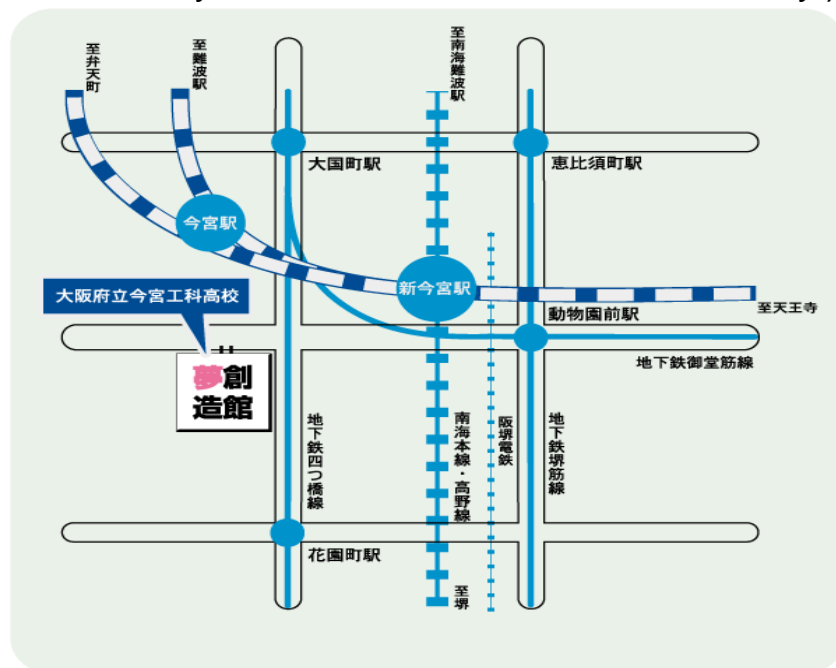 至弁天町
至難波駅
至南海難波駅
大国町駅
恵比須町駅
今宮駅
新今宮駅
大阪府立今宮工科高校
至天王寺
動物園前駅
地下鉄御堂筋線
夢創
造館
地下鉄四つ橋線
南海本線・高野線
阪堺電鉄
地下鉄堺筋線
花園町駅
至堺